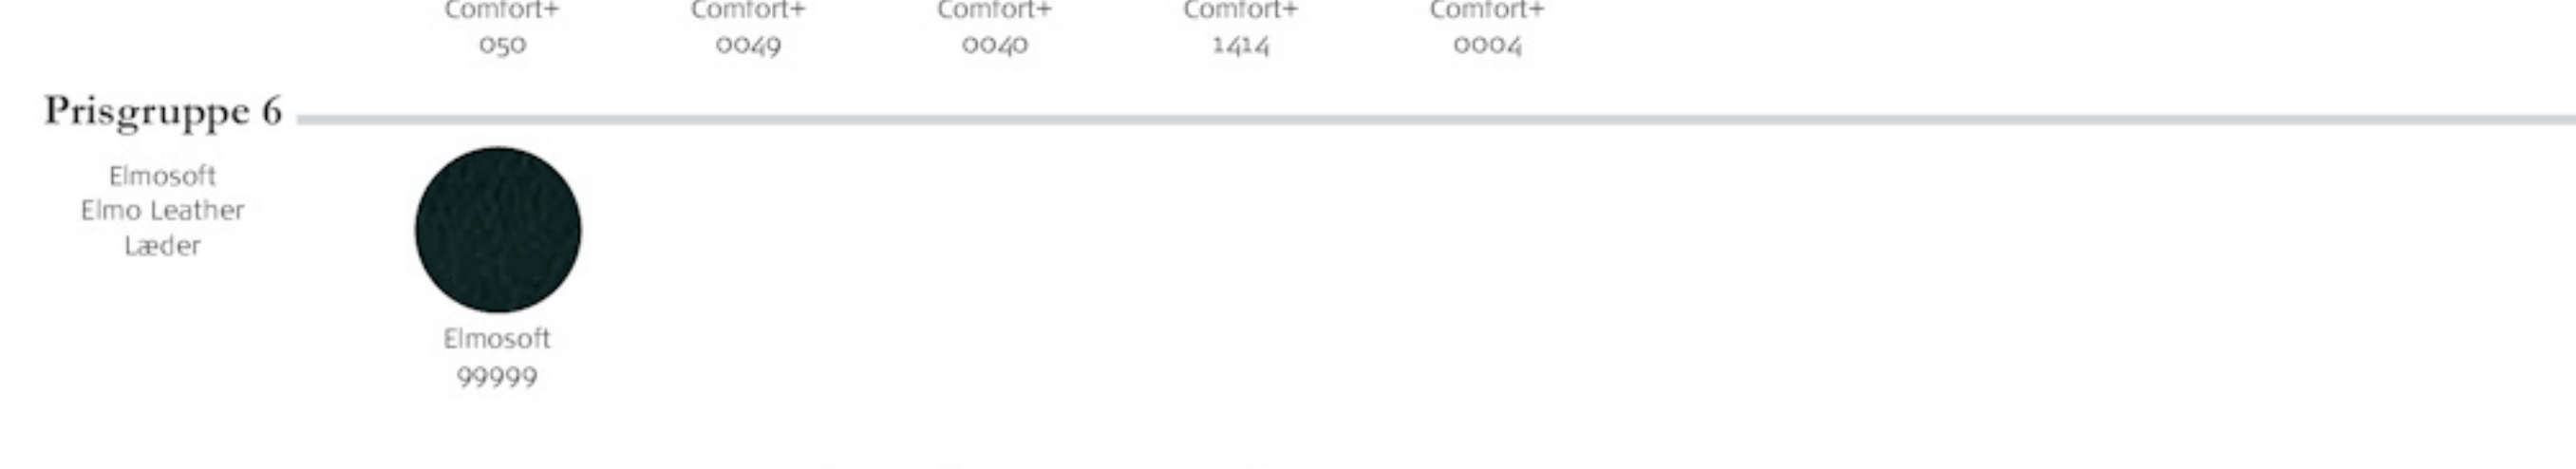 Comfort+ Comfort+ Comfort+ Comfort+ Comfort+
050 0049 0040 1414 0004
Prisgruppe 6
Elmosoft
Elmo Leather
Læder
Elmosoft
99999